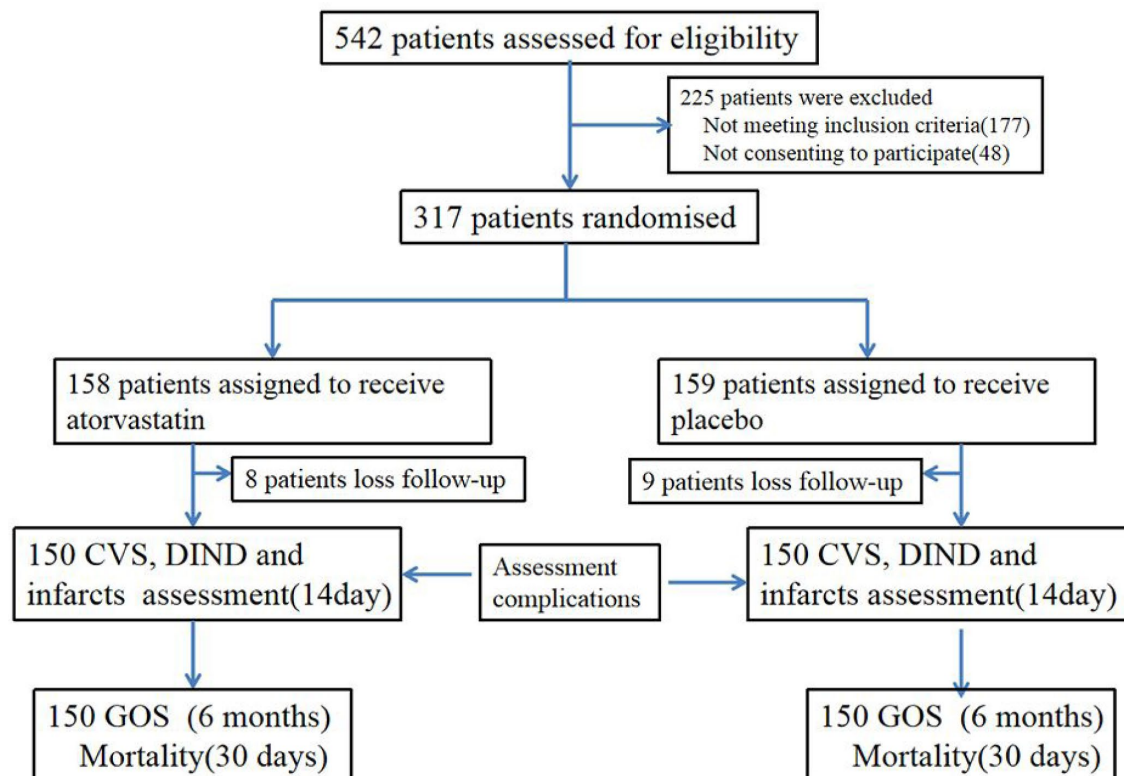 542 patients assessed for eligibility
225 patients were excluded
Not meeting inclusion criteria(177)
Not consenting to participate(48)
317 patients randomised
158 patients assigned to receive
atorvastatin
159 patients assigned to receive
placebo
8 patients loss follow-up
9 patients loss follow-up
150 CVS, DIND and
infarcts assessment(14day)
Assessment
complications
150 CVS, DIND and
infarcts assessment(14day)
150 GOS (6 months)
Mortality(30 days)
150 GOS (6 months)
Mortality(30 days)